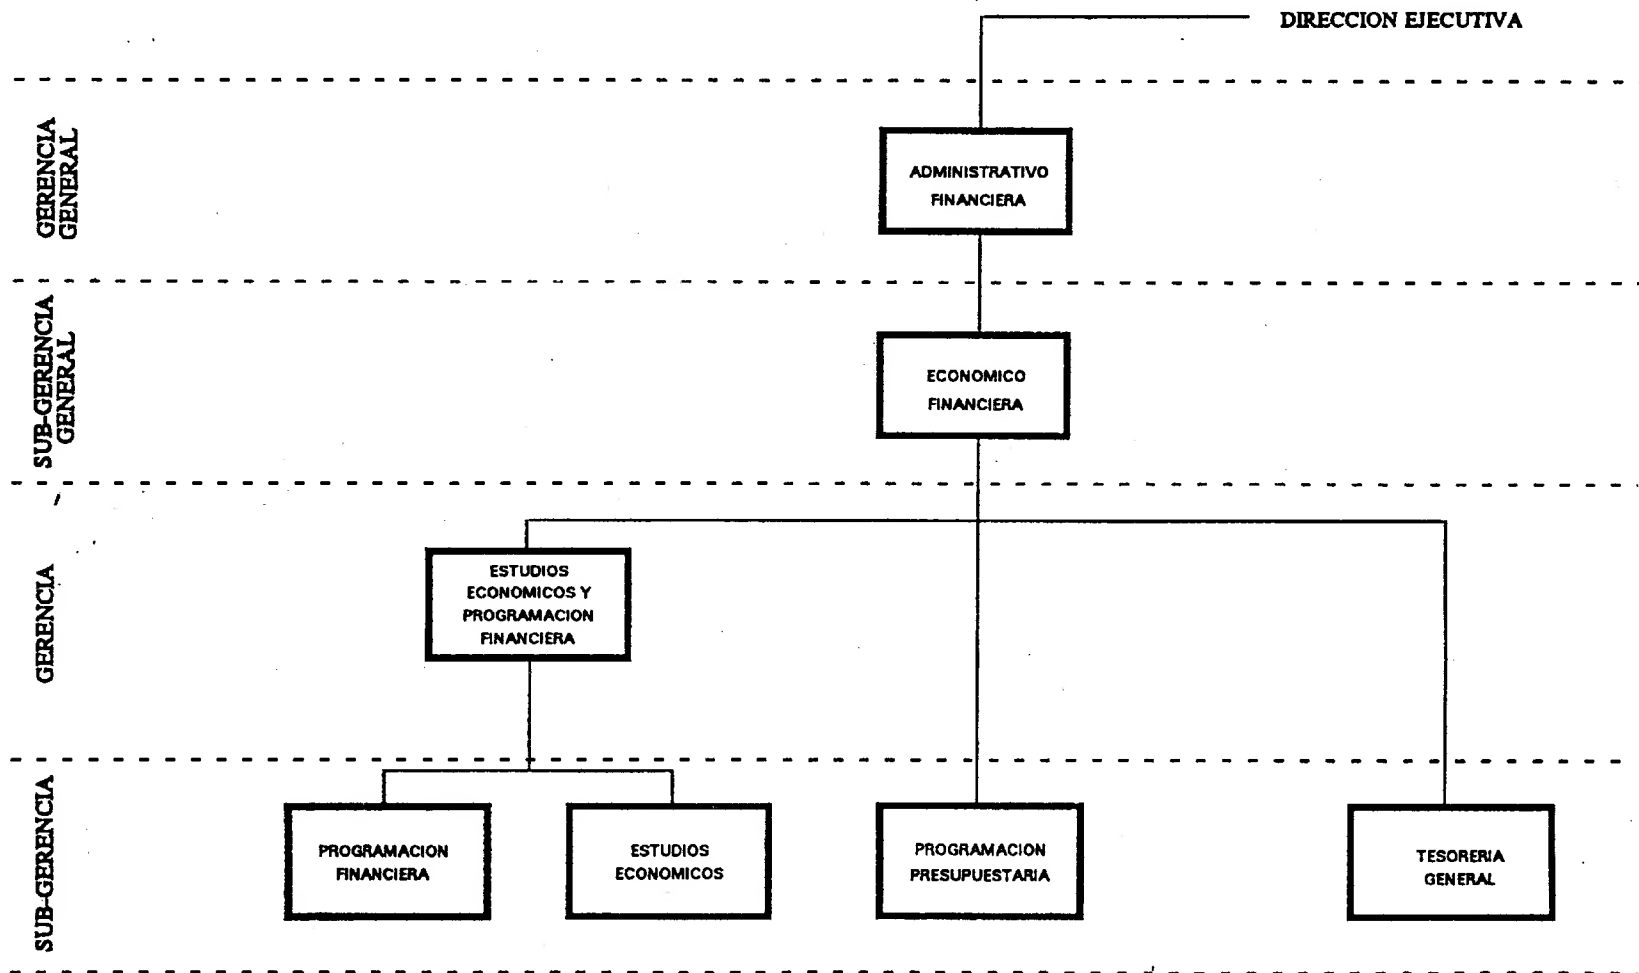 DIRECCION EJECUTIVA
GERENCIA
GENERAL
ADMINISTRATIVO
FINANCIERA
SUB-GERENCIA
GENERAL
ECONOMICO
FINANCIERA
GERENCIA
ESTUDIOS
ECONOMICOS Y
PROGRAMACION
FINANCIERA
SUB-GERENCIA
PROGRAMACION
FINANCIERA
ESTUDIOS
ECONOMICOS
PROGRAMACION
PRESUPUESTARIA
TESORERIA
GENERAL